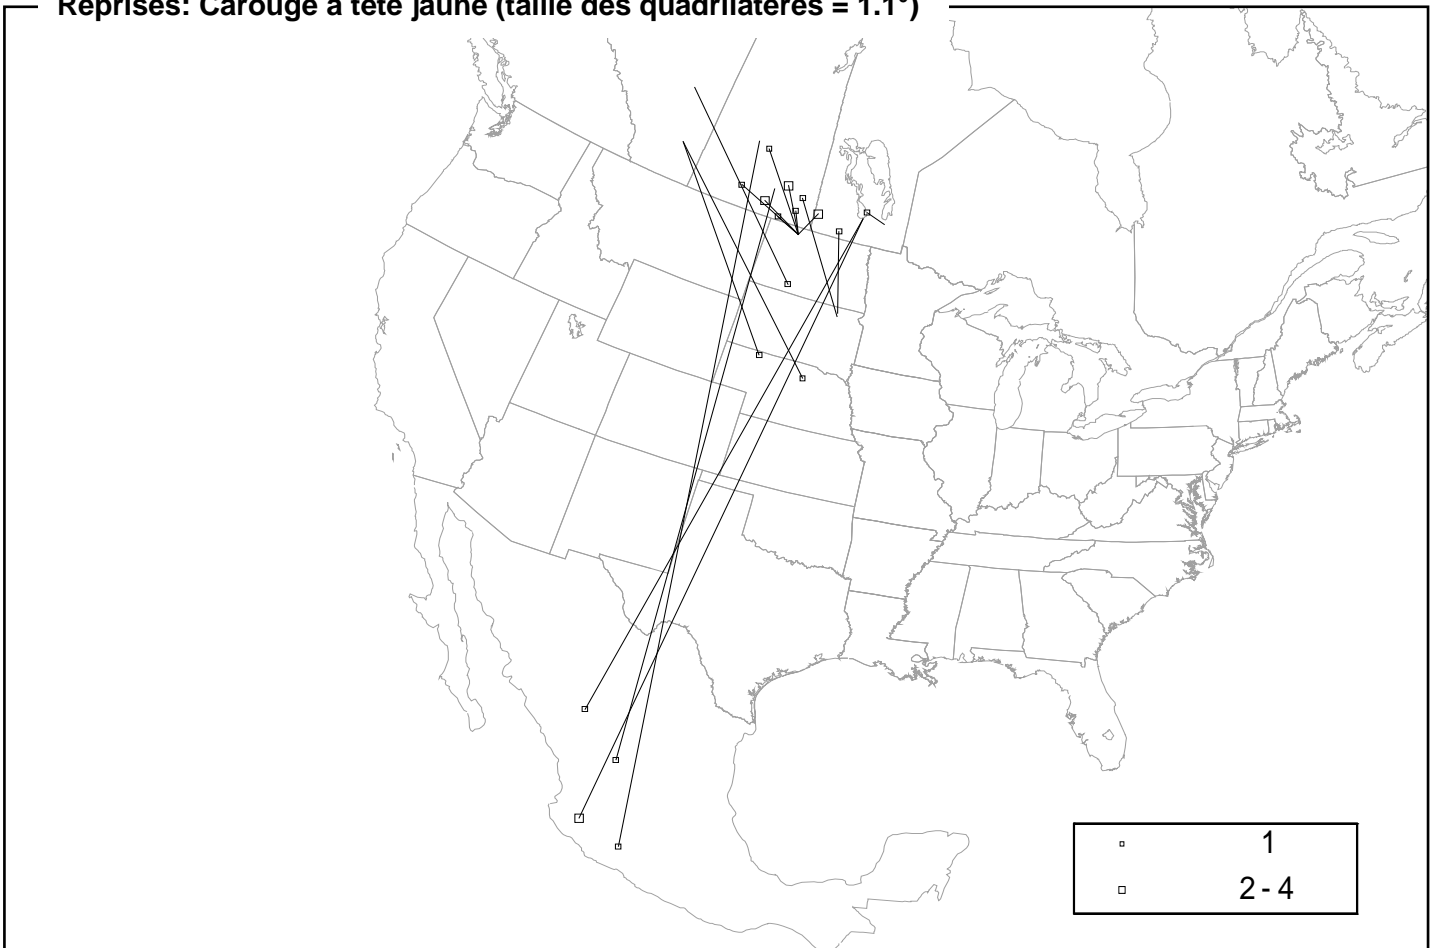 Reprises: Carouge à tête jaune (taille des quadrilatères = 1.1°)
1
2 - 4